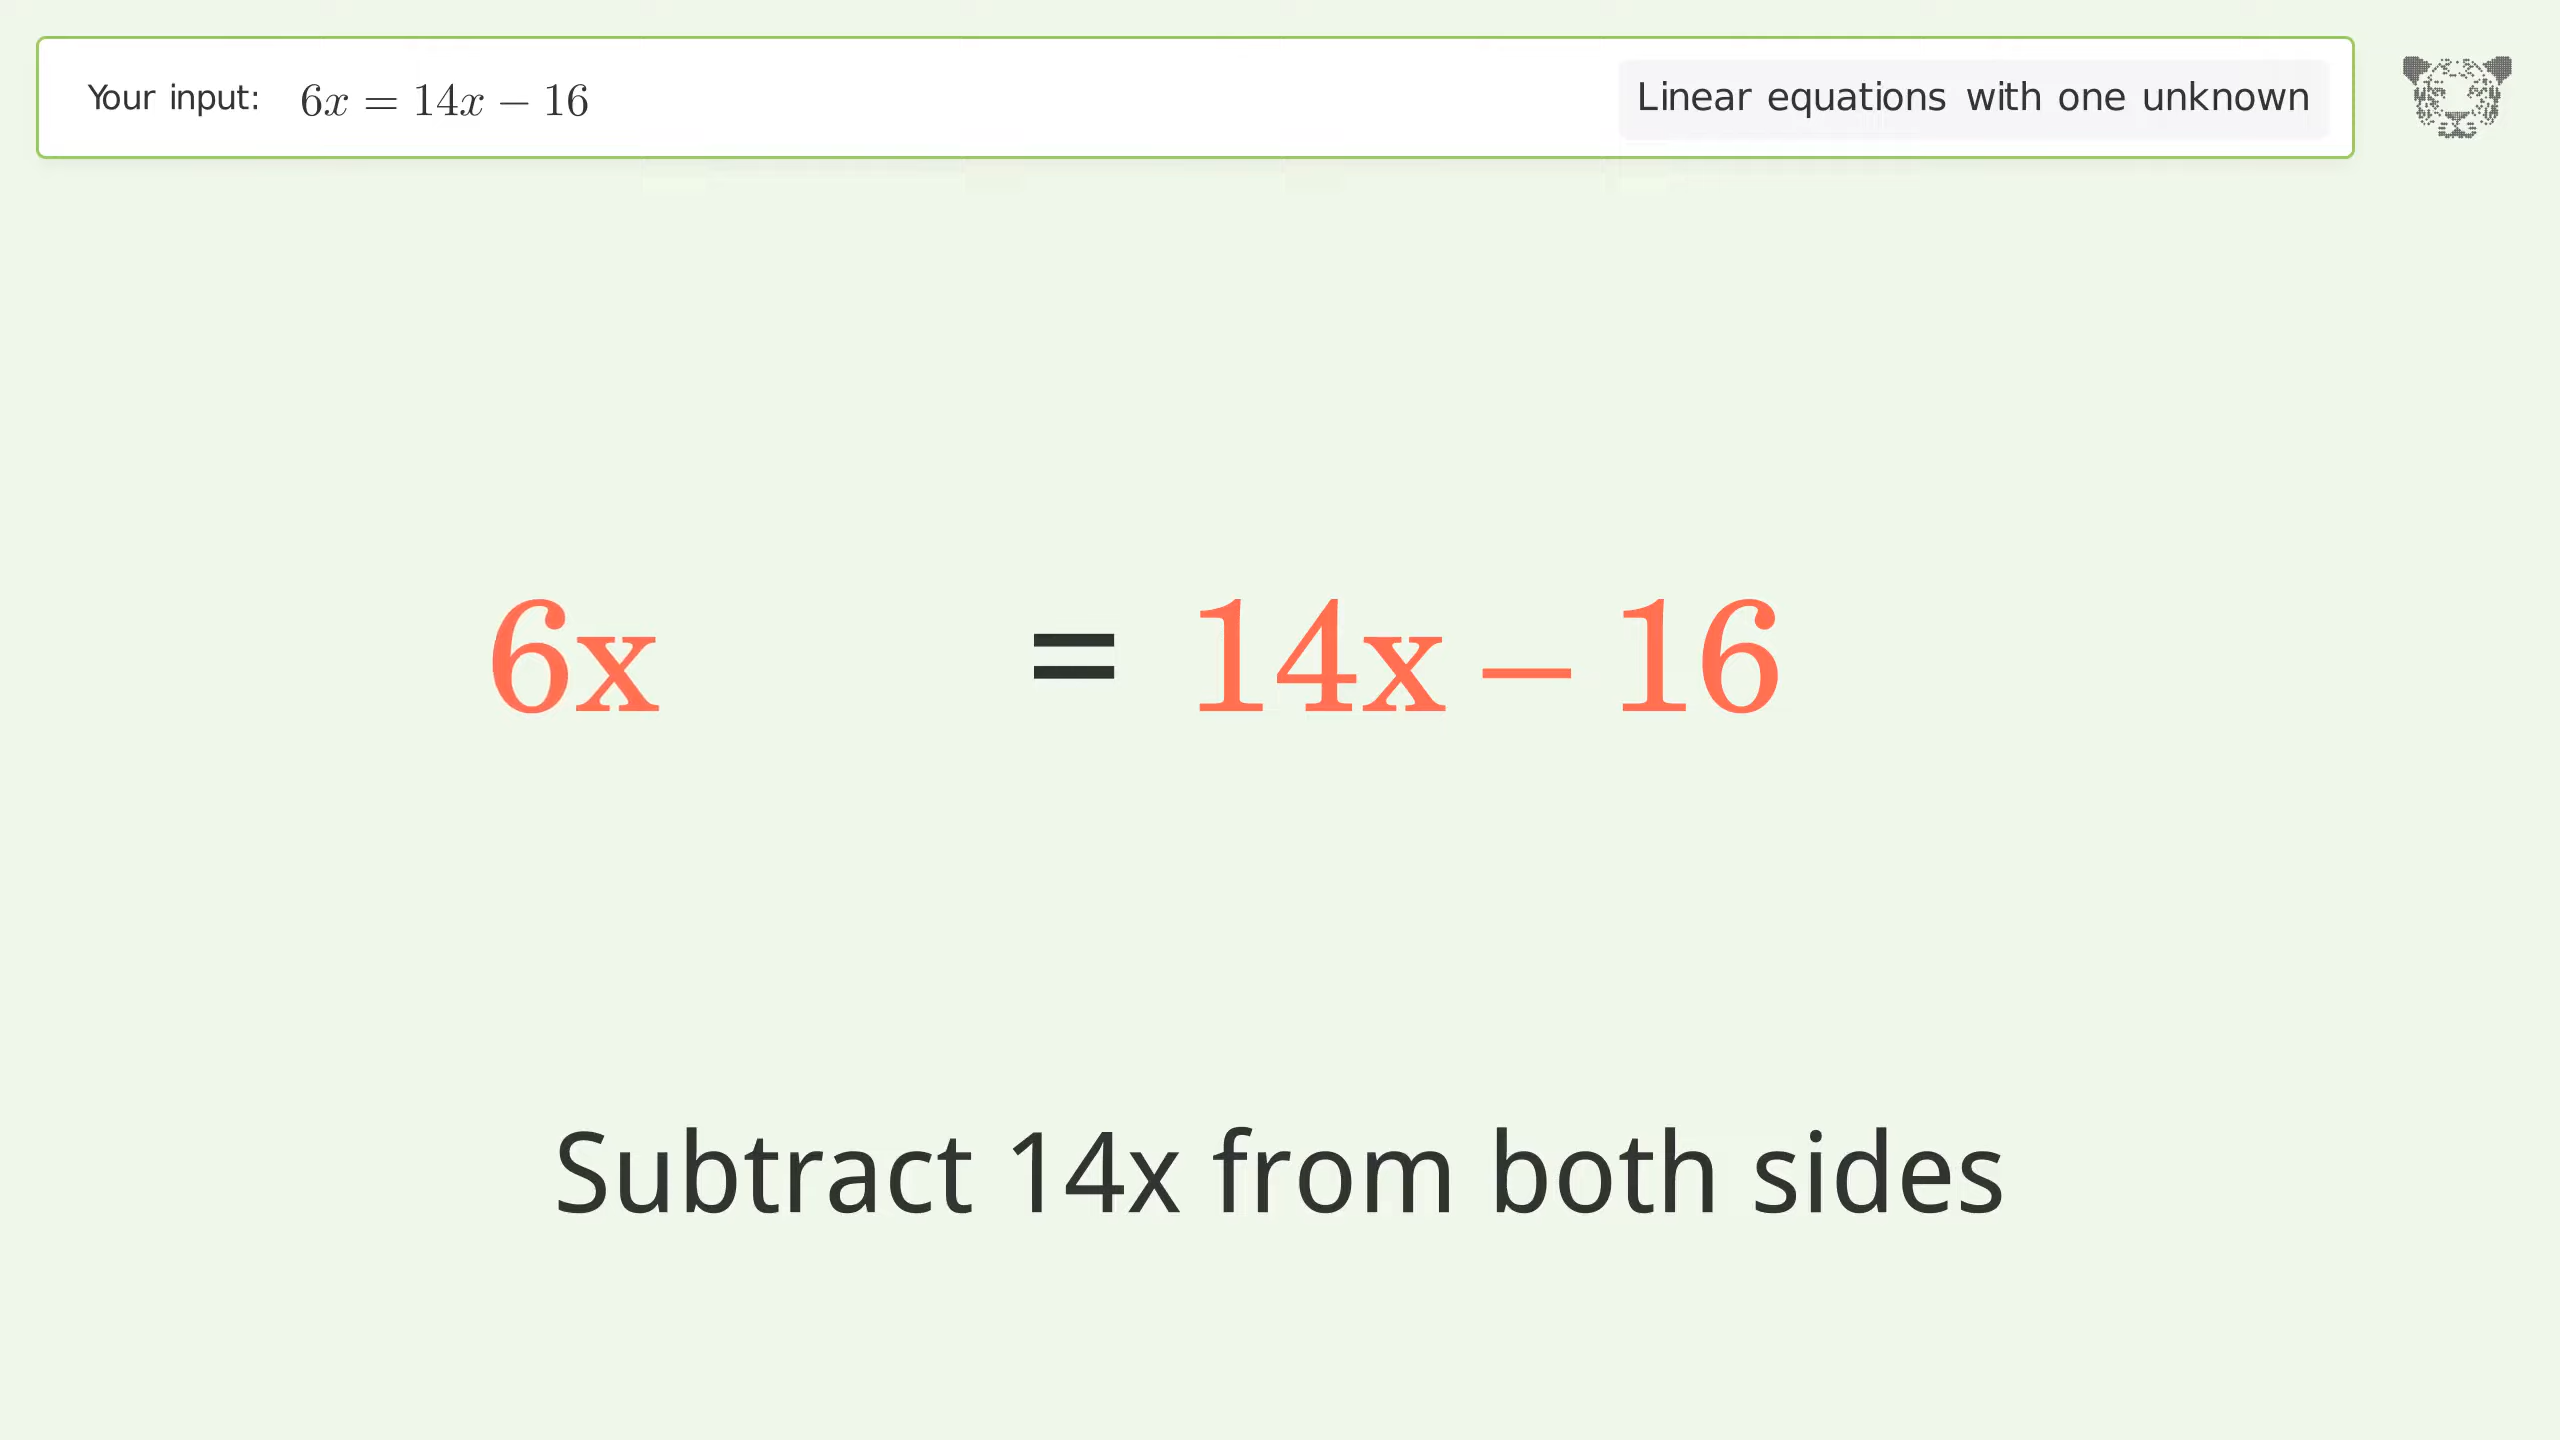 Your input: 6x = 14x − 16
Linear equations with one unknown
6x = 14x − 16
Subtract 14x from both sides